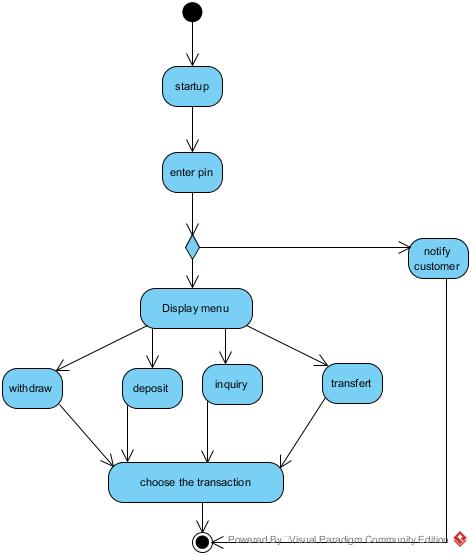 startup
enter pin
notify
customer
Display menu
withdraw
deposit
inquiry
transfert
choose the transaction
Powered By Visual Paradigm Community Edition